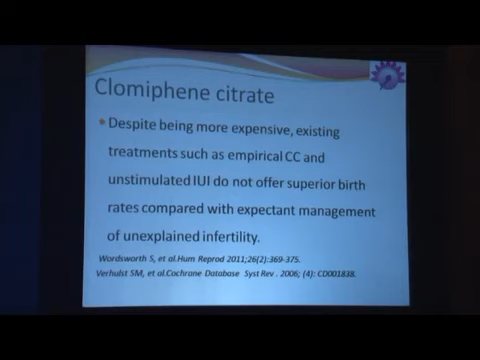 Clomiphene citrate
• Despite being more expensive, existing
treatments such as empirical CC and
unstimulated IUI do not offer superior birth
rates compared with expectant management
of unexplained infertility.
Wordsworth S, et al.Hum Reprod 2011;26(2):369-375.
Verhulst SM, et al.Cochrane Database Syst Rev . 2006; (4): CD001838.